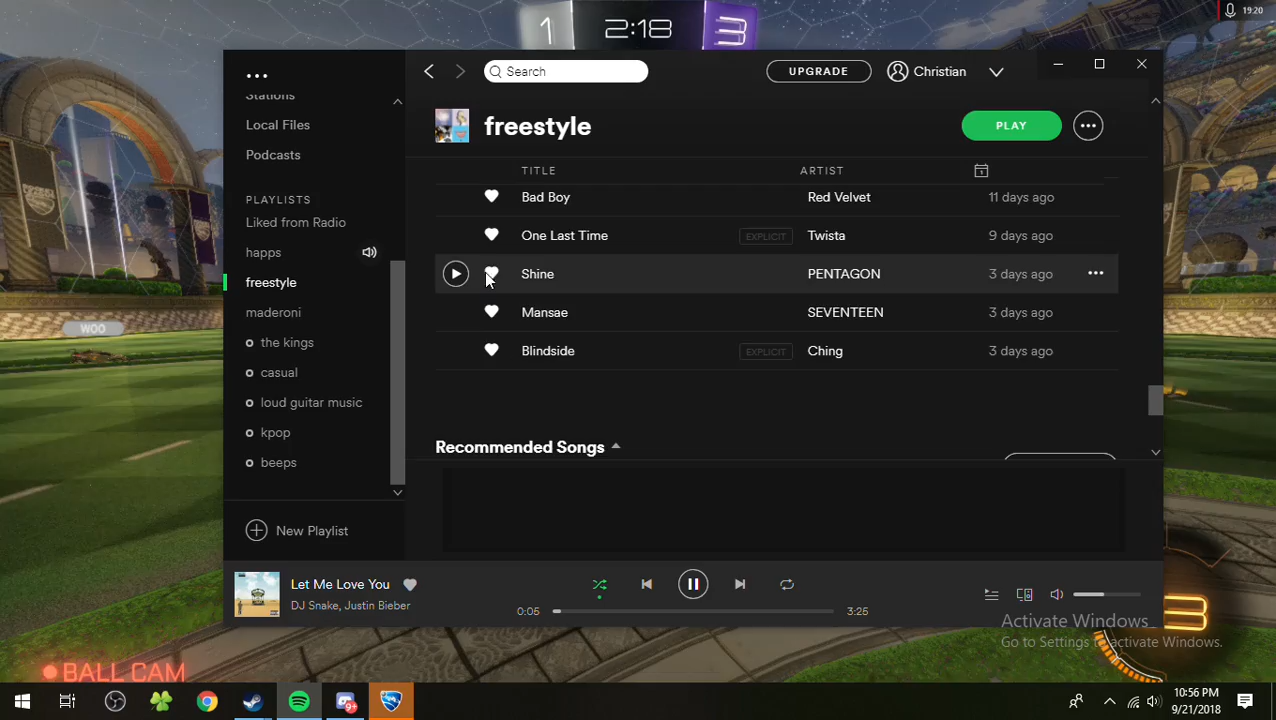 1 2:18 3
19:20
WOO
...
Stations
Local Files
Podcasts
PLAYLISTS
Liked from Radio
happs
freestyle
maderoni
the kings
casual
loud guitar music
kpop
beeps
New Playlist
Search
UPGRADE
Christian
freestyle
PLAY
TITLE ARTIST
Bad Boy Red Velvet 11 days ago
One Last Time EXPLICIT Twista 9 days ago
Shine PENTAGON 3 days ago
Mansae SEVENTEEN 3 days ago
Blindside EXPLICIT Ching 3 days ago
Recommended Songs
Let Me Love You
DJ Snake, Justin Bieber
0:05 3:25
Activate Windows
Go to Settings to activate Windows.
3
BALL CAM
9+
10:56 PM
9/21/2018